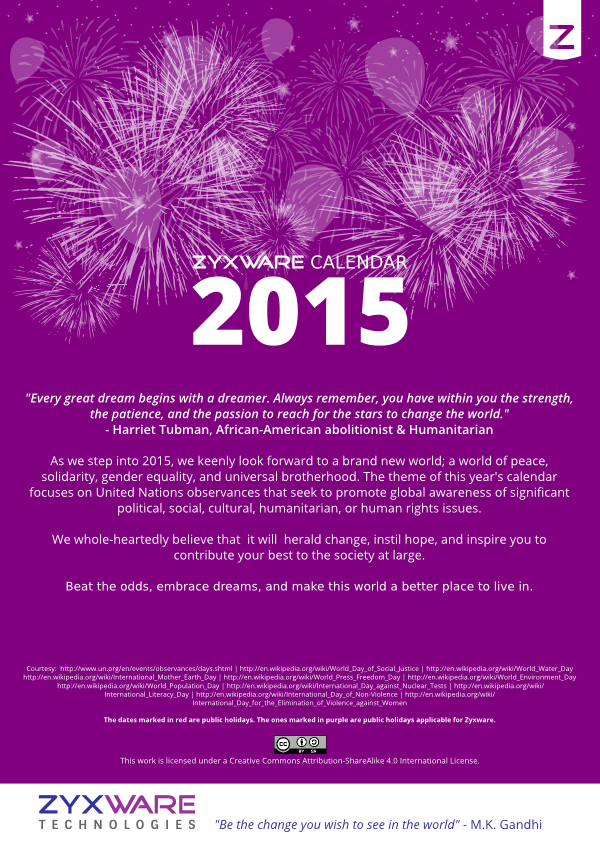 Z
ZYXWARE CALENDAR
2015
"Every great dream begins with a dreamer. Always remember, you have within you the strength,
the patience, and the passion to reach for the stars to change the world."
- Harriet Tubman, African-American abolitionist & Humanitarian
As we step into 2015, we keenly look forward to a brand new world; a world of peace,
solidarity, gender equality, and universal brotherhood. The theme of this year's calendar
focuses on United Nations observances that seek to promote global awareness of significant
political, social, cultural, humanitarian, or human rights issues.
We whole-heartedly believe that it will herald change, instil hope, and inspire you to
contribute your best to the society at large.
Beat the odds, embrace dreams, and make this world a better place to live in.
Courtesy: http://www.un.org/en/events/observances/days.shtml | http://en.wikipedia.org/wiki/World_Day_of_Social_Justice | http://en.wikipedia.org/wiki/World_Water_Day
http://en.wikipedia.org/wiki/International_Mother_Earth_Day | http://en.wikipedia.org/wiki/World_Press_Freedom_Day | http://en.wikipedia.org/wiki/World_Environment_Day
http://en.wikipedia.org/wiki/World_Population_Day | http://en.wikipedia.org/wiki/International_Day_against_Nuclear_Tests | http://en.wikipedia.org/wiki/
International_Literacy_Day | http://en.wikipedia.org/wiki/International_Day_of_Non-Violence | http://en.wikipedia.org/wiki/
International_Day_for_the_Elimination_of_Violence_against_Women
The dates marked in red are public holidays. The ones marked in purple are public holidays applicable for Zyxware.
cc BY SA
This work is licensed under a Creative Commons Attribution-ShareAlike 4.0 International License.
ZYXWARE
TECHNOLOGIES
"Be the change you wish to see in the world" - M.K. Gandhi